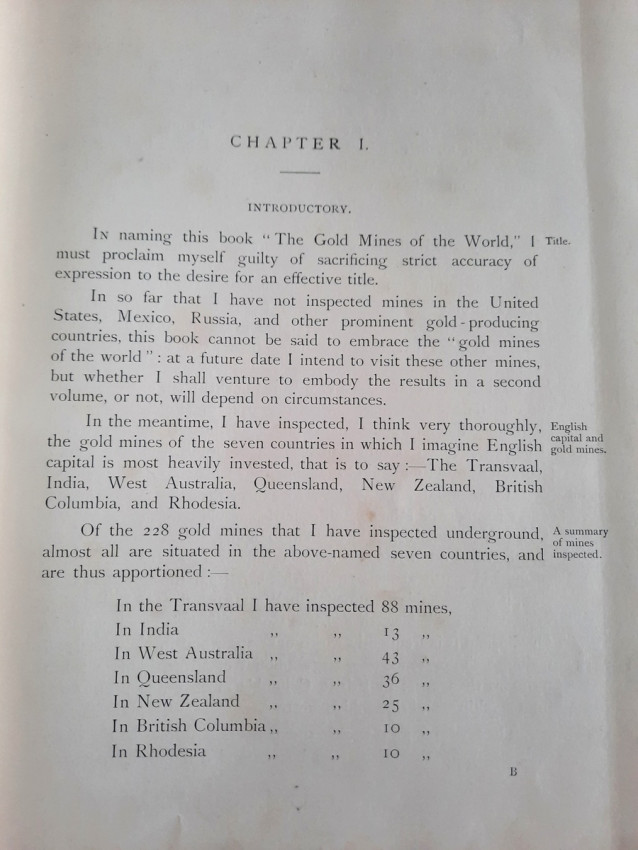 CHAPTER I.
INTRODUCTORY.
In naming this book “The Gold Mines of the World,” I
Title.
must proclaim myself guilty of sacrificing strict accuracy of
expression to the desire for an effective title.
In so far that I have not inspected mines in the United
States, Mexico, Russia, and other prominent gold-producing
countries, this book cannot be said to embrace the “gold mines
of the world”: at a future date I intend to visit these other mines,
but whether I shall venture to embody the results in a second
volume, or not, will depend on circumstances.
In the meantime, I have inspected, I think very thoroughly,
the gold mines of the seven countries in which I imagine English
capital is most heavily invested, that is to say:—The Transvaal,
India, West Australia, Queensland, New Zealand, British
Columbia, and Rhodesia.
English
capital and
gold mines.
Of the 228 gold mines that I have inspected underground,
almost all are situated in the above-named seven countries, and
are thus apportioned:—
A summary
of mines
inspected.
In the Transvaal I have inspected 88 mines,
In India ,, ,, 13 ,,
In West Australia ,, ,, 43 ,,
In Queensland ,, ,, 36 ,,
In New Zealand ,, ,, 25 ,,
In British Columbia ,, ,, 10 ,,
In Rhodesia ,, ,, 10 ,,
B